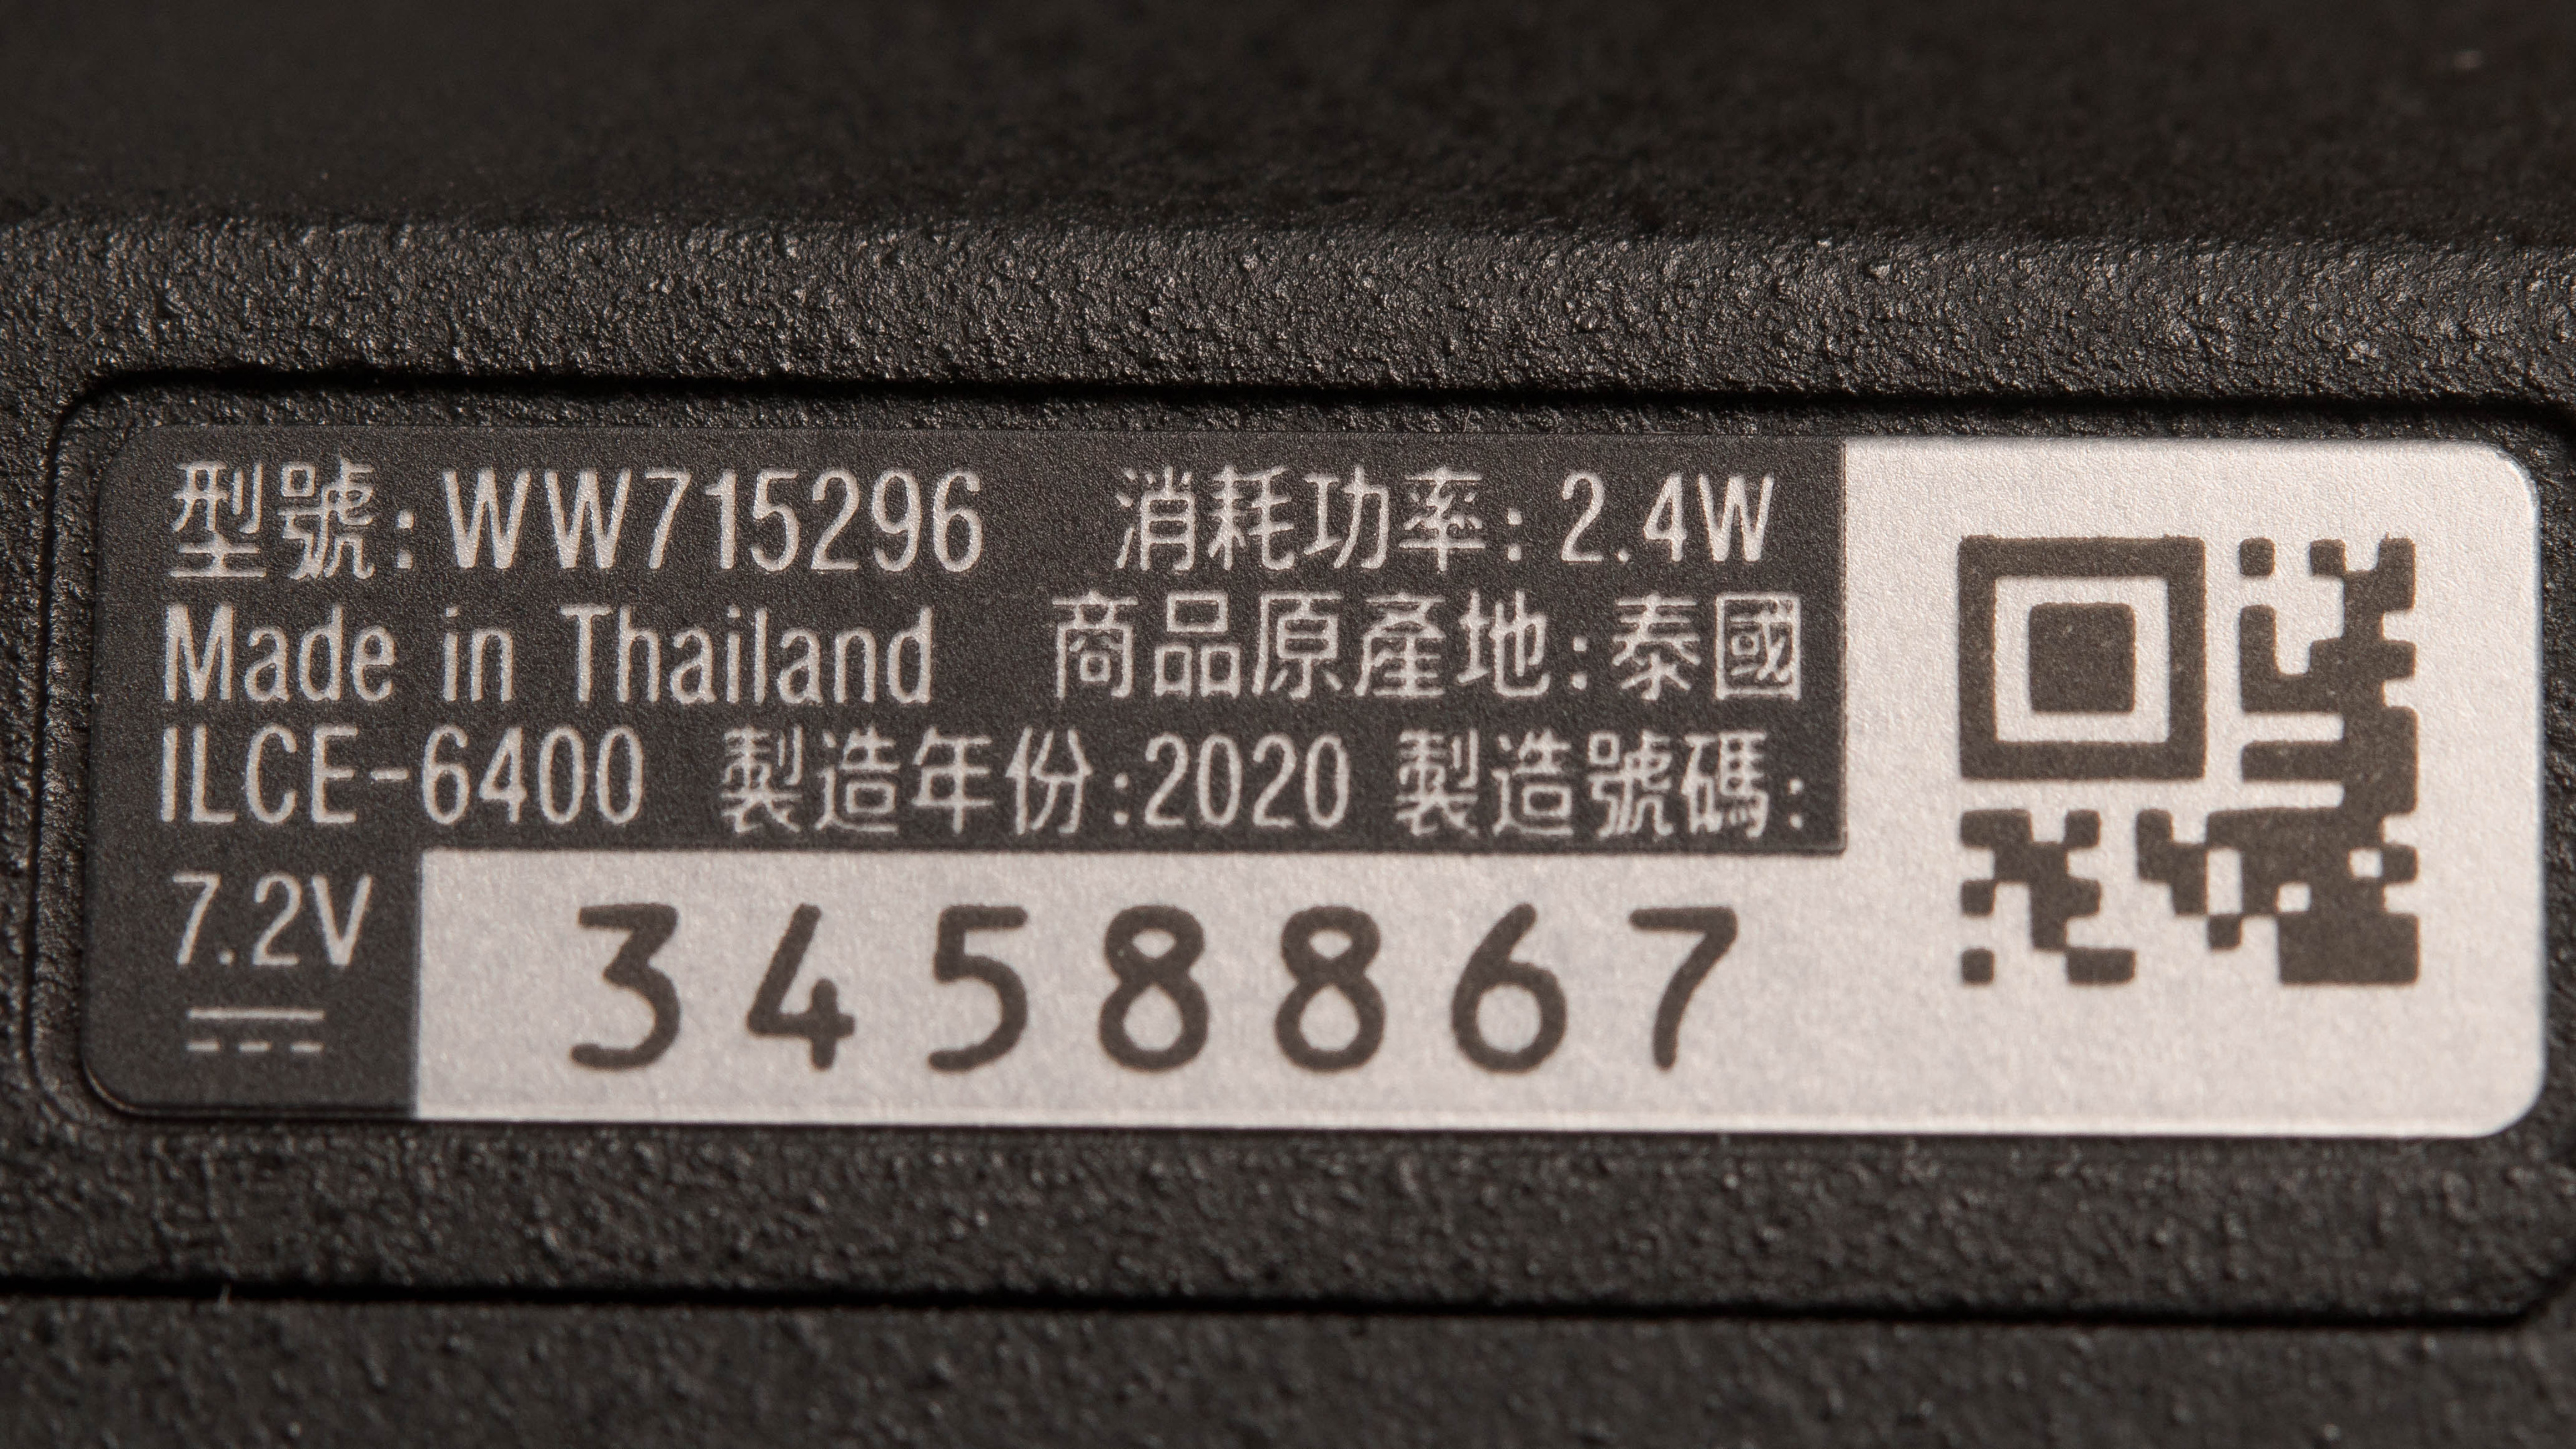 型號:WW715296 消耗功率:2.4W
Made in Thailand 商品原產地:泰國
ILCE-6400 製造年份:2020 製造號碼:
7.2V 3458867